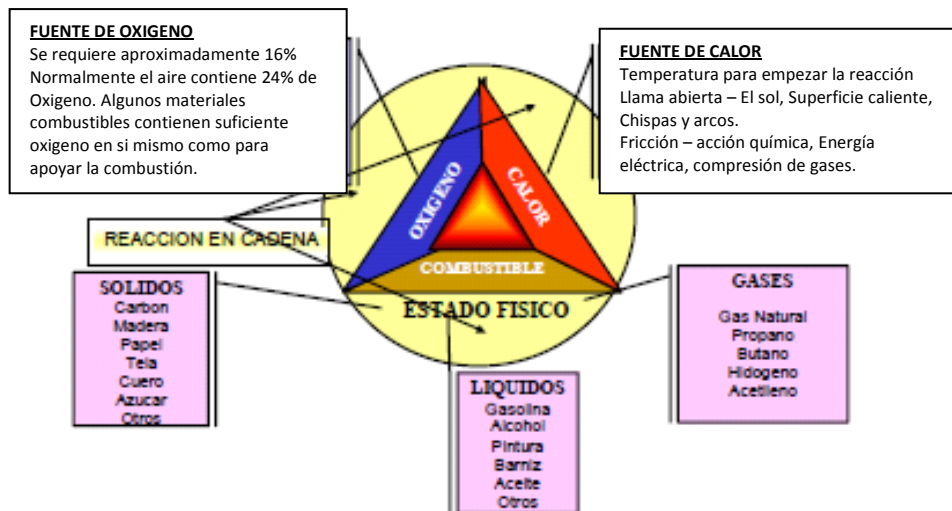 FUENTE DE OXIGENO
Se requiere aproximadamente 16%
Normalmente el aire contiene 24% de
Oxigeno. Algunos materiales
combustibles contienen suficiente
oxigeno en si mismo como para
apoyar la combustión.
FUENTE DE CALOR
Temperatura para empezar la reacción
Llama abierta – El sol, Superficie caliente,
Chispas y arcos.
Fricción – acción química, Energía
eléctrica, compresión de gases.
OXIGENO
CALOR
COMBUSTIBLE
REACCION EN CADENA
ESTADO FISICO
SOLIDOS
Carbon
Madera
Papel
Tela
Cuero
Azucar
Otros
LIQUIDOS
Gasolina
Alcohol
Pintura
Barniz
Aceite
Otros
GASES
Gas Natural
Propano
Butano
Hidogeno
Acetileno